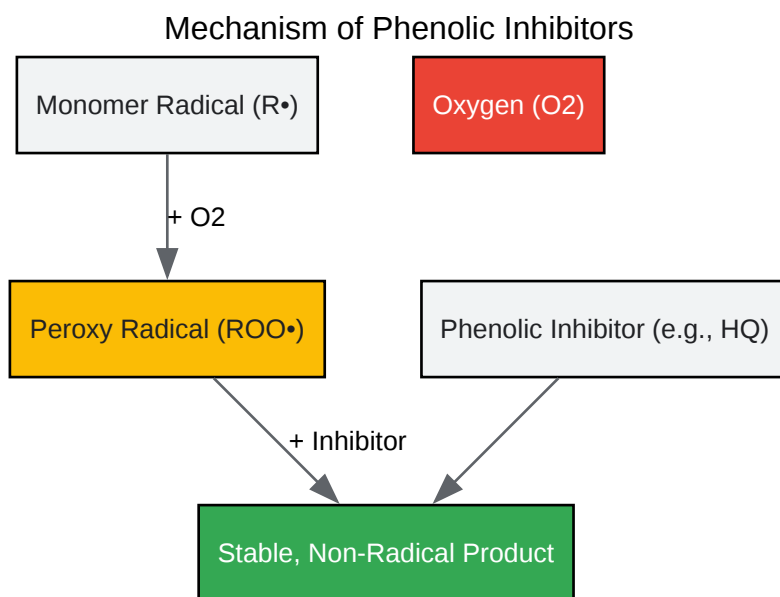 Mechanism of Phenolic Inhibitors
Monomer Radical (R•)
Oxygen (O2)
+ O2
Peroxy Radical (ROO•)
Phenolic Inhibitor (e.g., HQ)
+ Inhibitor
Stable, Non-Radical Product